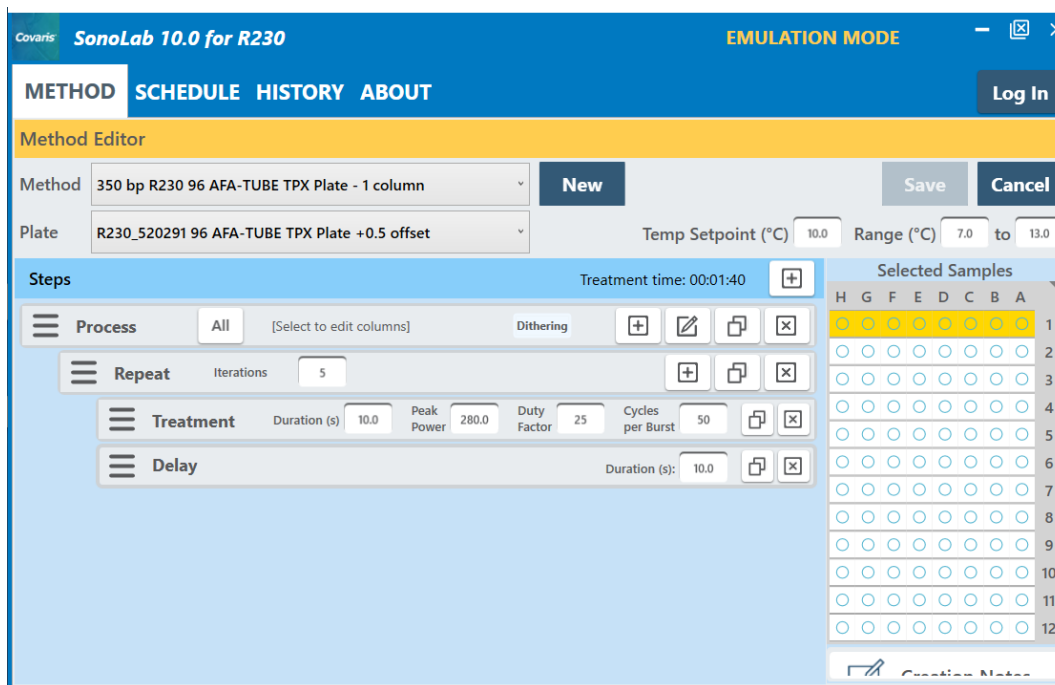 Covaris SonoLab 10.0 for R230 EMULATION MODE
METHOD SCHEDULE HISTORY ABOUT Log In
Method Editor
Method 350 bp R230 96 AFA-TUBE TPX Plate - 1 column New Save Cancel
Plate R230_520291 96 AFA-TUBE TPX Plate +0.5 offset Temp Setpoint (°C) 10.0 Range (°C) 7.0 to 13.0
Steps Treatment time: 00:01:40
Process All [Select to edit columns] Dithering
Repeat Iterations 5
Treatment Duration (s) 10.0 Peak Power 280.0 Duty Factor 25 Cycles per Burst 50
Delay Duration (s): 10.0
Selected Samples
H G F E D C B A
1
2
3
4
5
6
7
8
9
10
11
12
Creation Notes